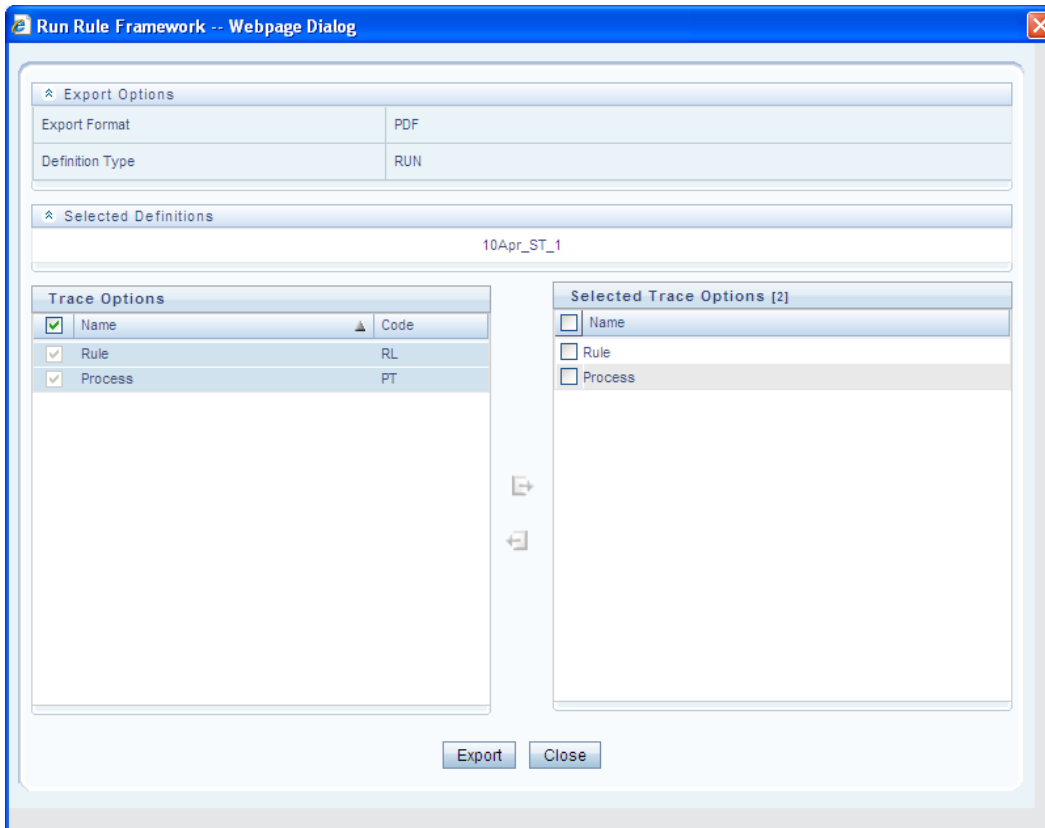 Run Rule Framework -- Webpage Dialog
Export Options
Export Format PDF
Definition Type RUN
Selected Definitions
10Apr_ST_1
Trace Options
Name Code
Rule RL
Process PT
Selected Trace Options [2]
Name
Rule
Process
Export Close